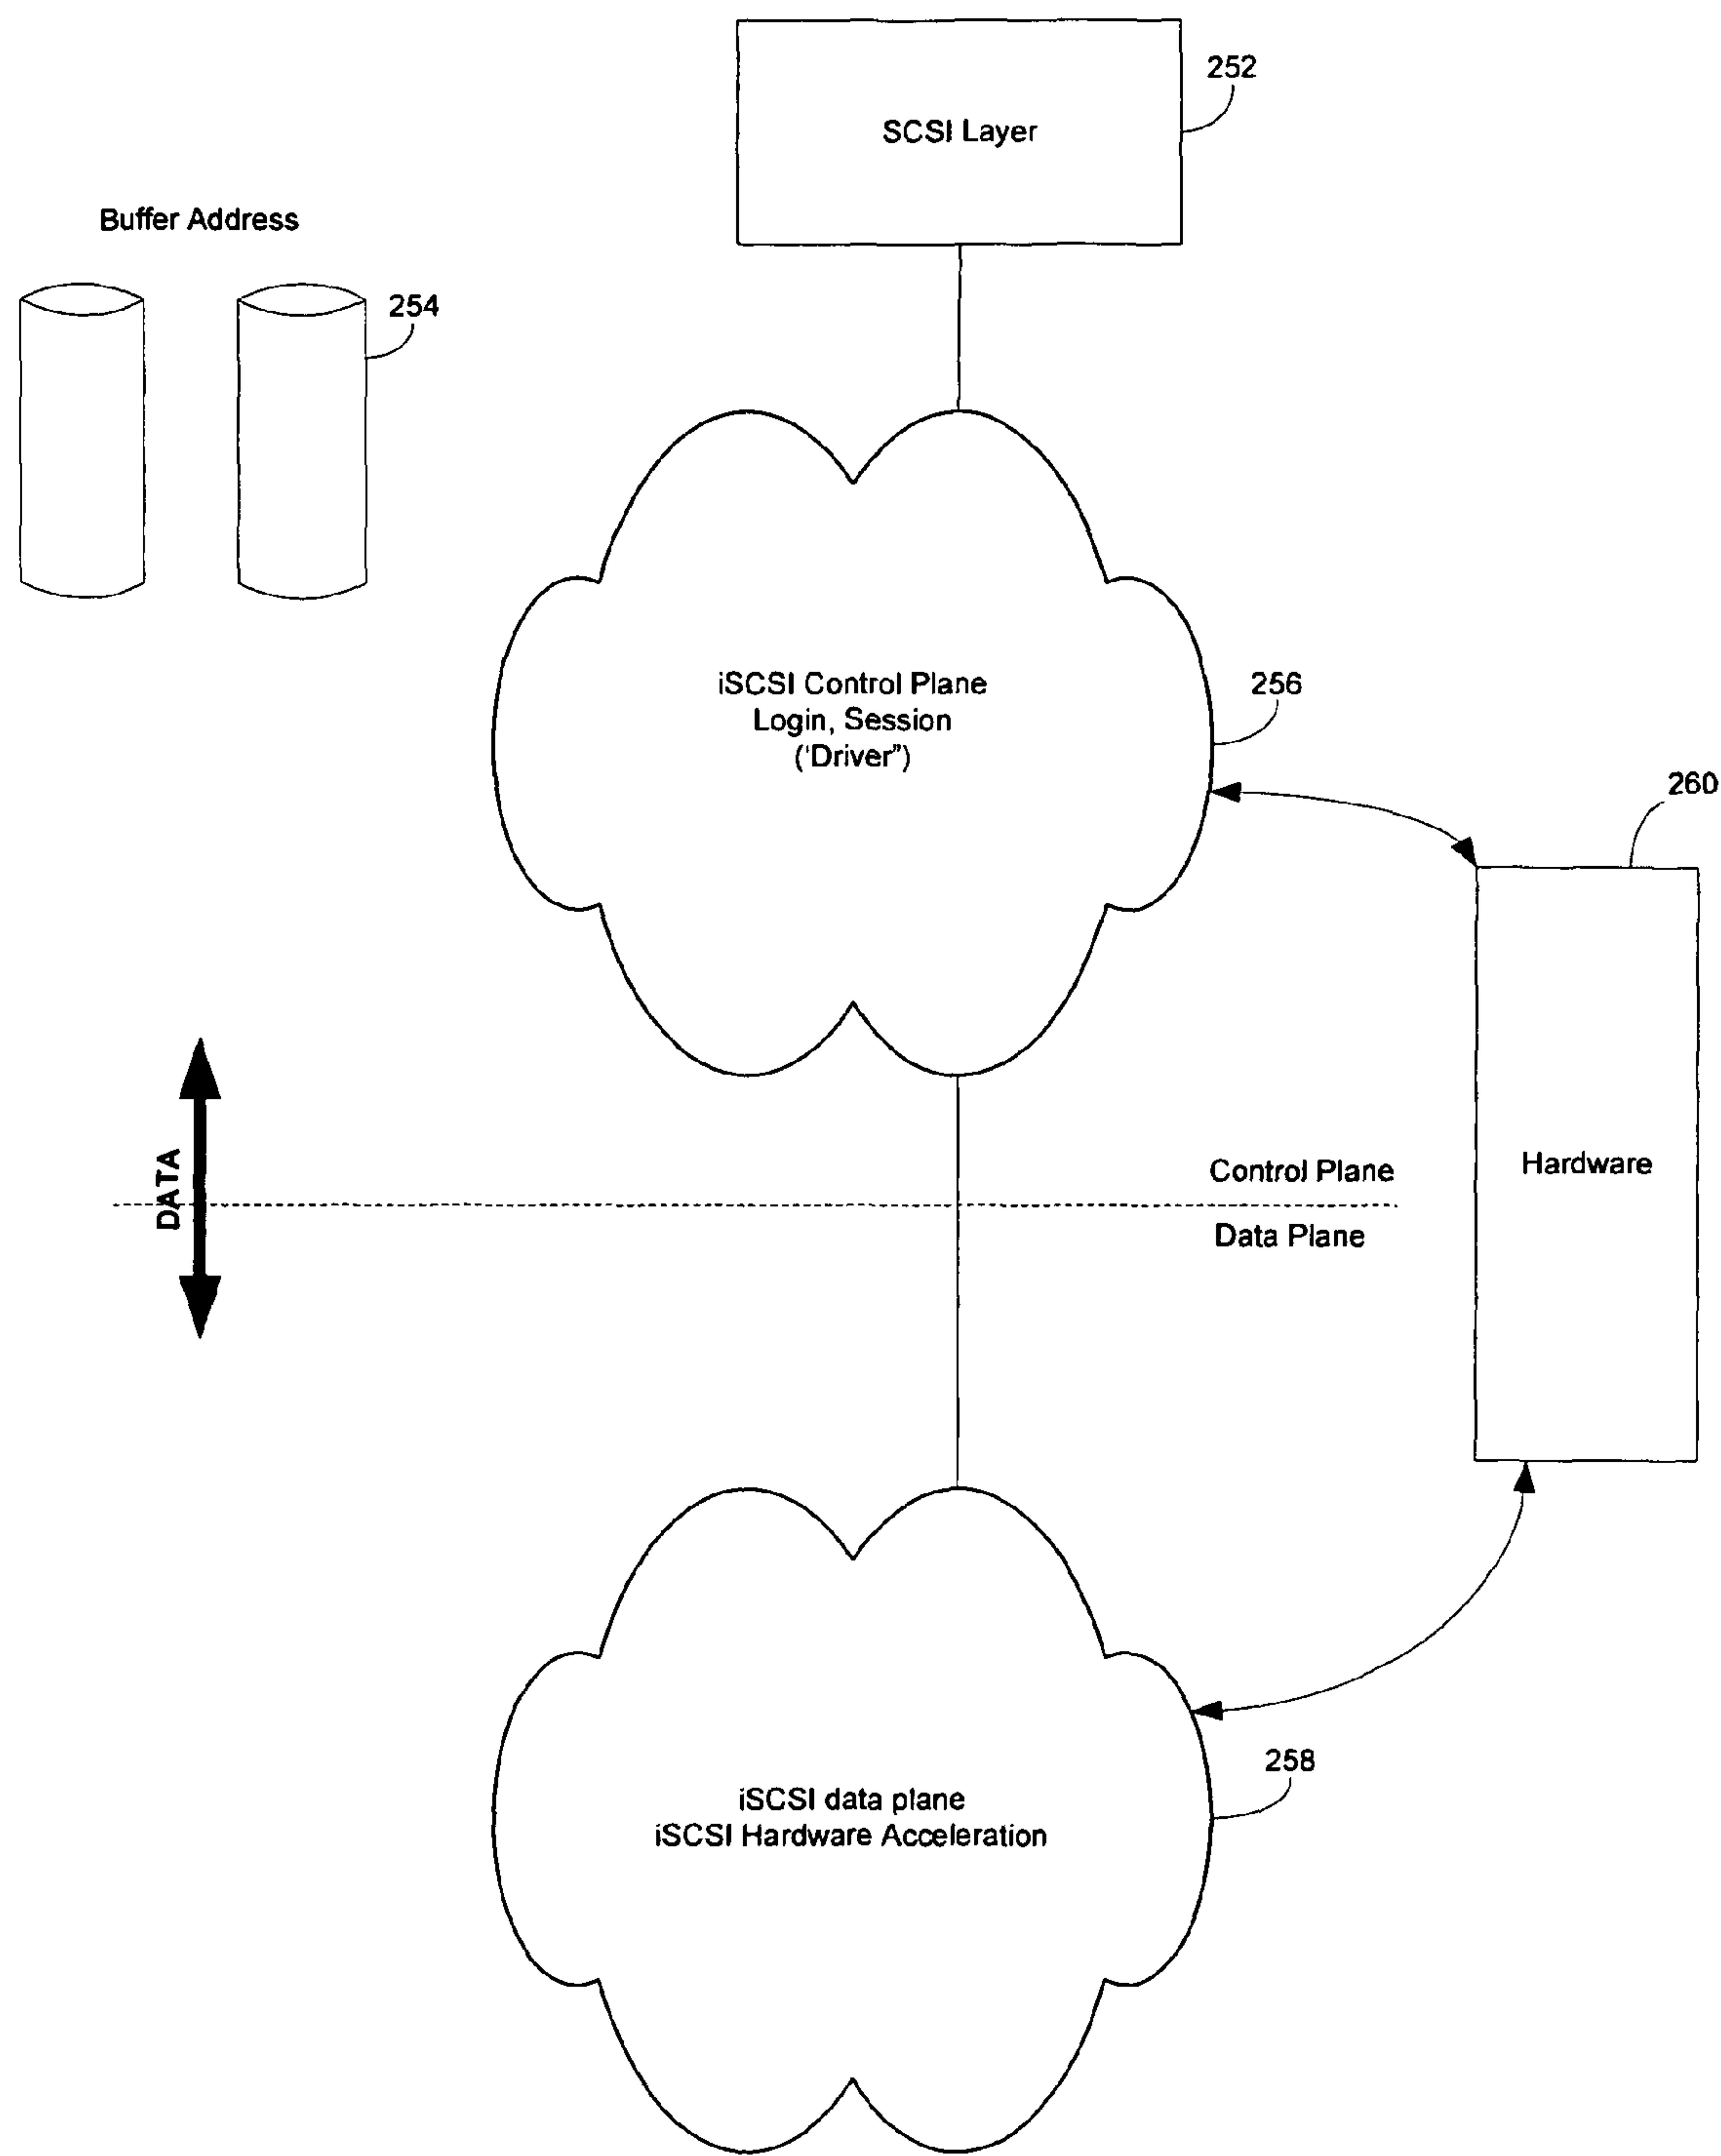 252
SCSI Layer
Buffer Address
254
iSCSI Control Plane
Login, Session
('Driver")
256
260
DATA
Control Plane
Hardware
Data Plane
258
iSCSI data plane
iSCSI Hardware Acceleration